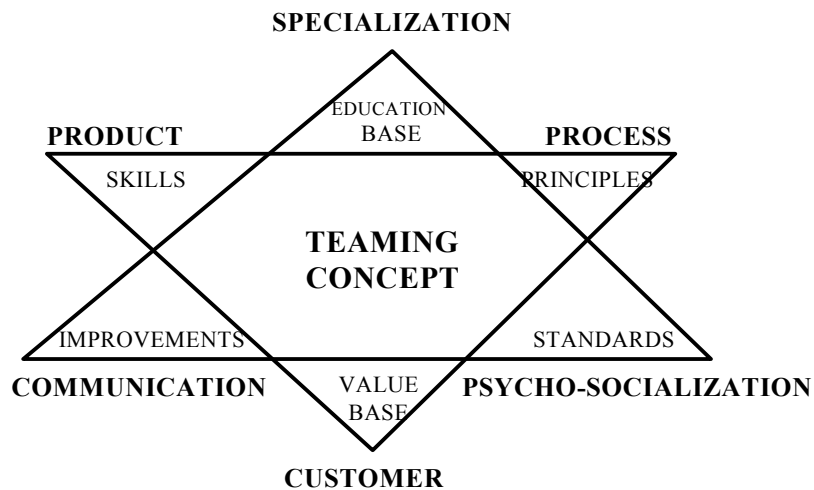 SPECIALIZATION
EDUCATION
BASE
PRODUCT
PROCESS
SKILLS
PRINCIPLES
TEAMING
CONCEPT
IMPROVEMENTS
STANDARDS
COMMUNICATION
VALUE
BASE
PSYCHO-SOCIALIZATION
CUSTOMER